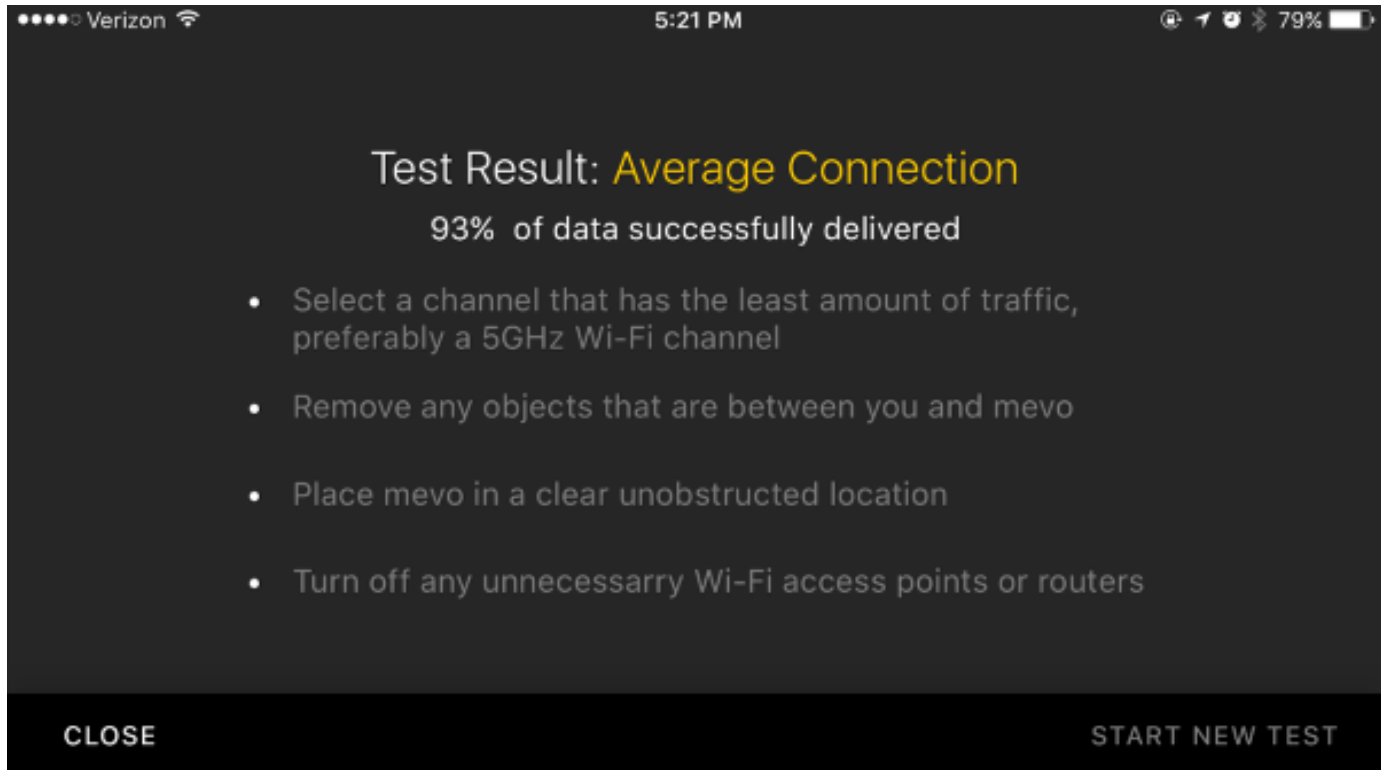 Verizon 5:21 PM 79%
Test Result: Average Connection
93% of data successfully delivered
• Select a channel that has the least amount of traffic,
preferably a 5GHz Wi-Fi channel
• Remove any objects that are between you and mevo
• Place mevo in a clear unobstructed location
• Turn off any unnecessarry Wi-Fi access points or routers
CLOSE START NEW TEST